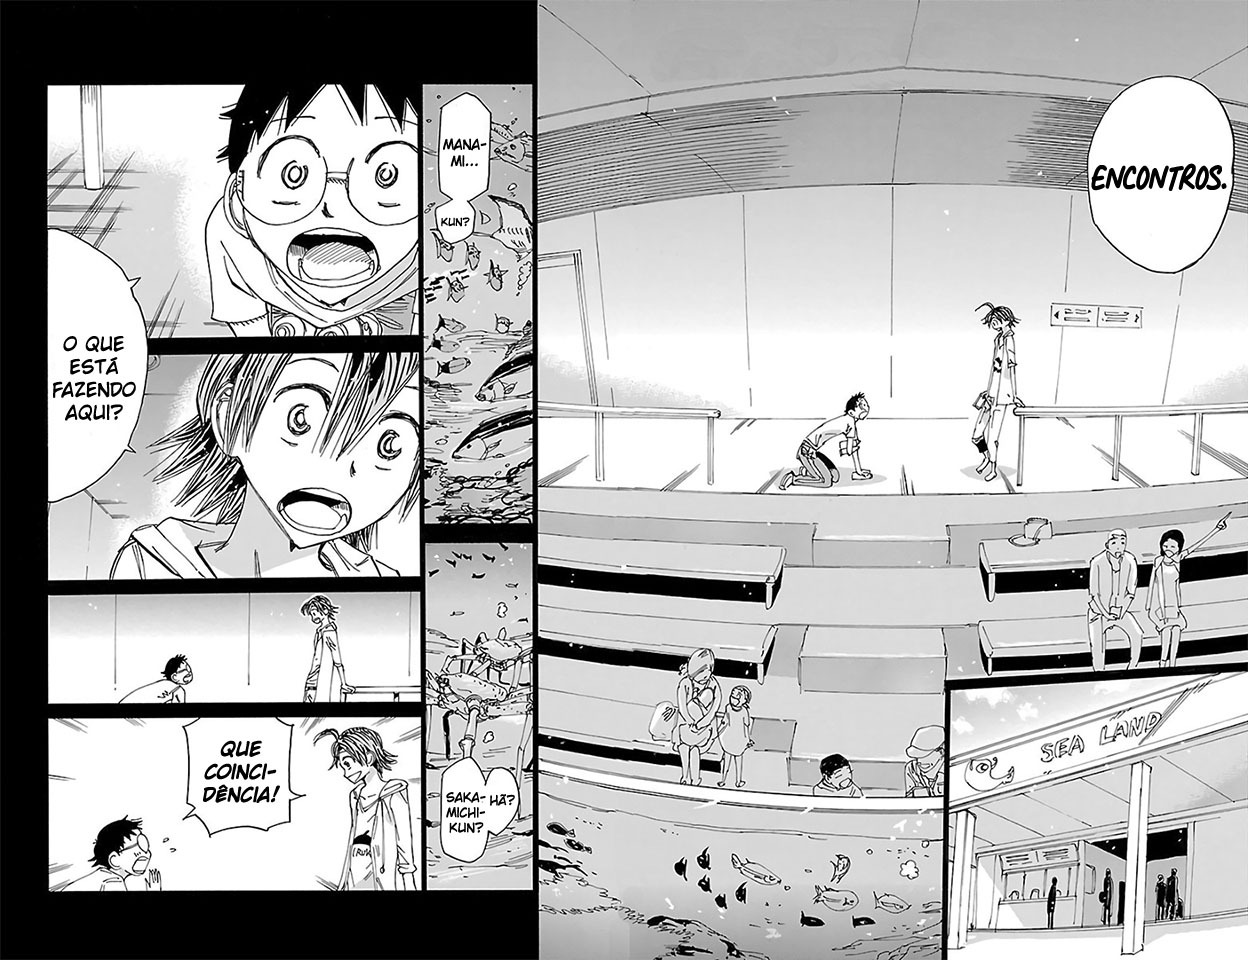 ENCONTROS.
SEA LAND
MANA-
MI...
KUN?
HÃ?
SAKA-
MICHI-
KUN?
O QUE
ESTÁ
FAZENDO
AQUI?
QUE
COINCI-
DÊNCIA!